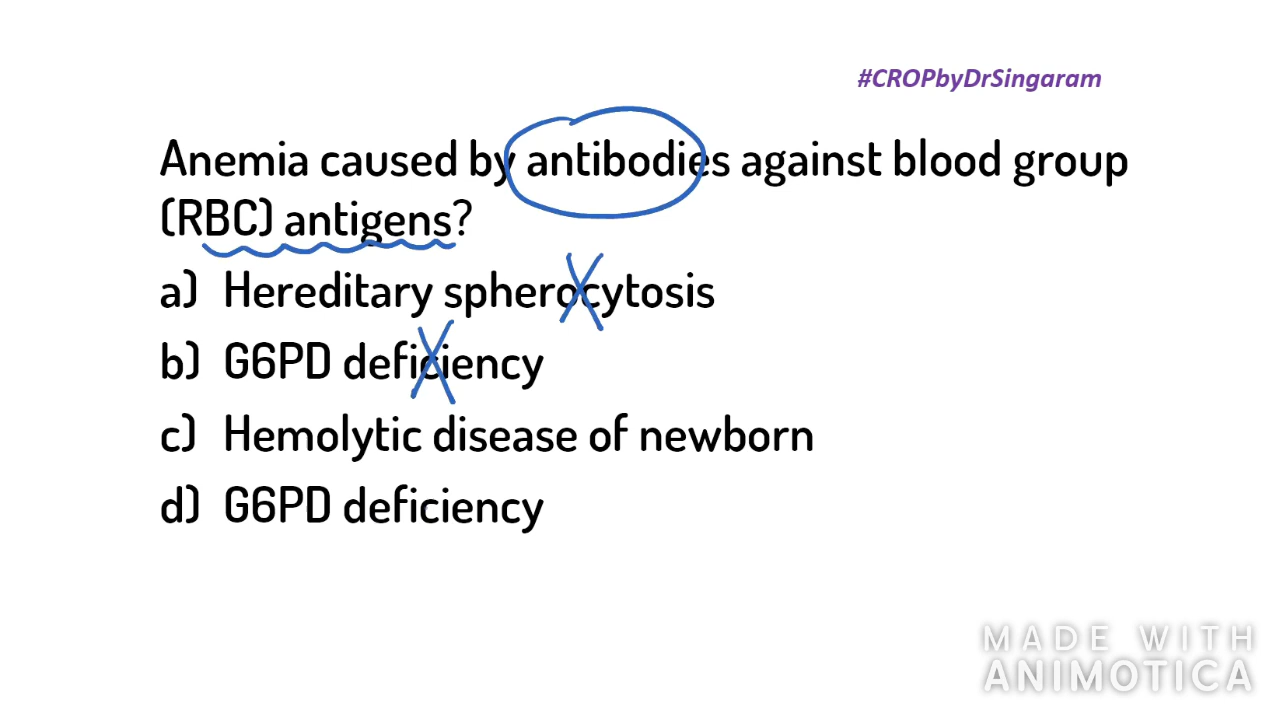 #CROPbyDrSingaram
Anemia caused by antibodies against blood group
(RBC) antigens?
a) Hereditary spherocytosis
b) G6PD deficiency
c) Hemolytic disease of newborn
d) G6PD deficiency
MADE WITH
ANIMOTICA